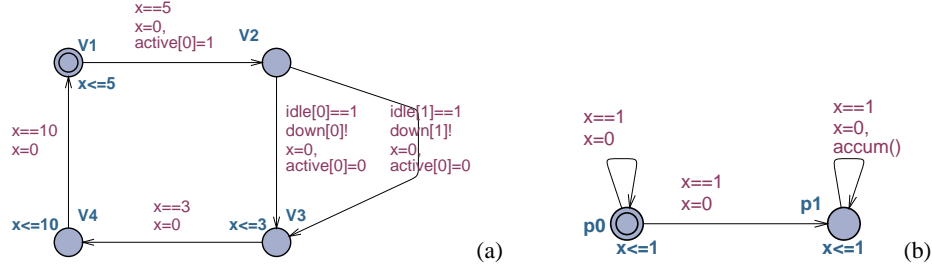 x==5
x=0,
active[0]=1
V1
V2
x<=5
idle[0]==1
down[0]!
x=0,
active[0]=0
idle[1]==1
down[1]!
x=0,
active[0]=0
x==10
x=0
x<=10
V4
x==3
x=0
x<=3
V3
(a)
x==1
x=0
x==1
x=0,
accum()
x==1
x=0
p0
x<=1
p1
x<=1
(b)